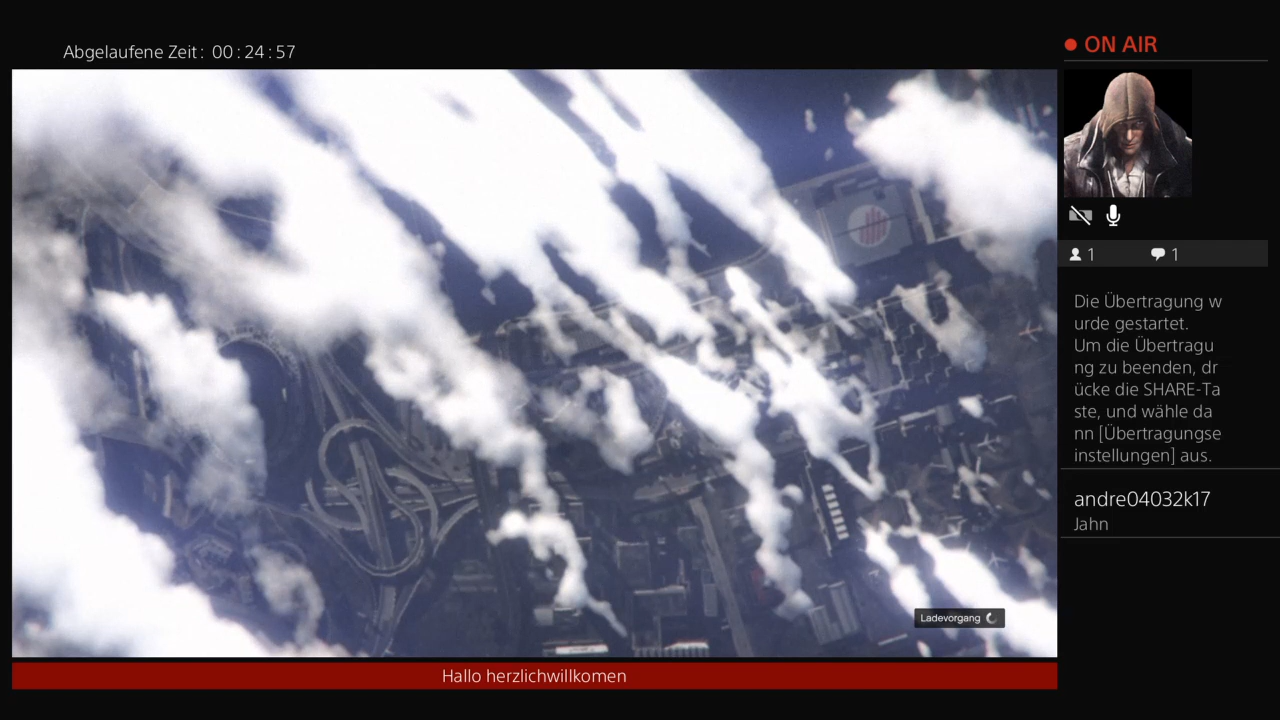 Abgelaufene Zeit: 00:24:57
ON AIR
1 1
Die Übertragung w
urde gestartet.
Um die Übertragu
ng zu beenden, dr
ücke die SHARE-Ta
ste, und wähle da
nn [Übertragungse
instellungen] aus.
andre04032k17
Jahn
Ladevorgang
Hallo herzlichwillkomen